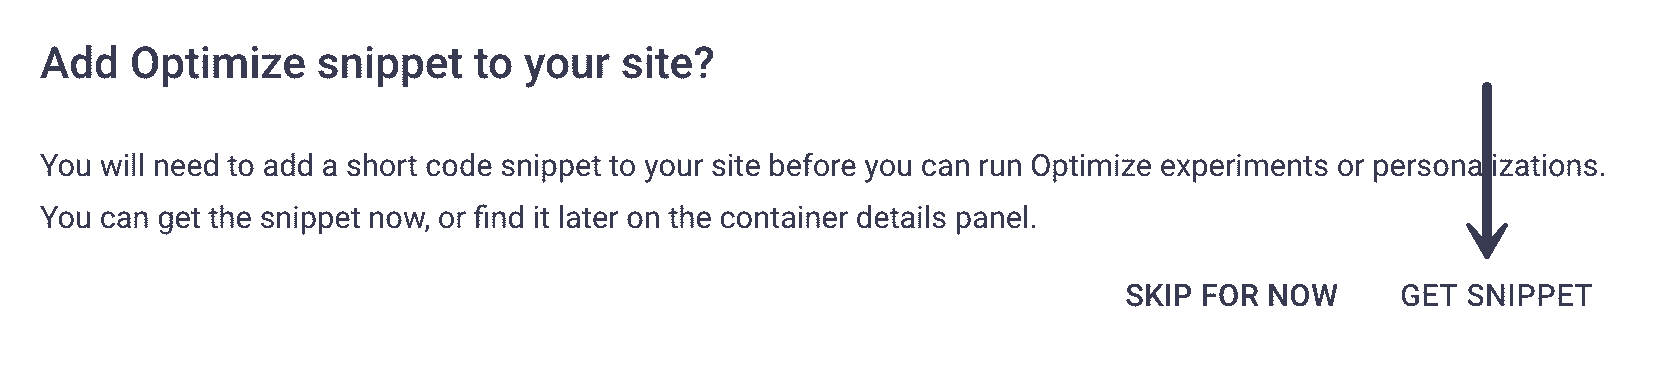 Add Optimize snippet to your site?
You will need to add a short code snippet to your site before you can run Optimize experiments or personalizations.
You can get the snippet now, or find it later on the container details panel.
SKIP FOR NOW GET SNIPPET